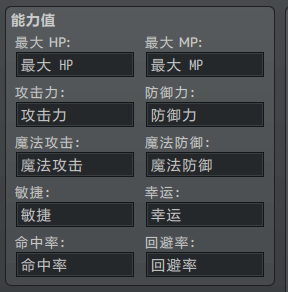 能力值
最大 HP: 最大 MP:
最大 HP 最大 MP
攻击力: 防御力:
攻击力 防御力
魔法攻击: 魔法防御:
魔法攻击 魔法防御
敏捷: 幸运:
敏捷 幸运
命中率: 回避率:
命中率 回避率